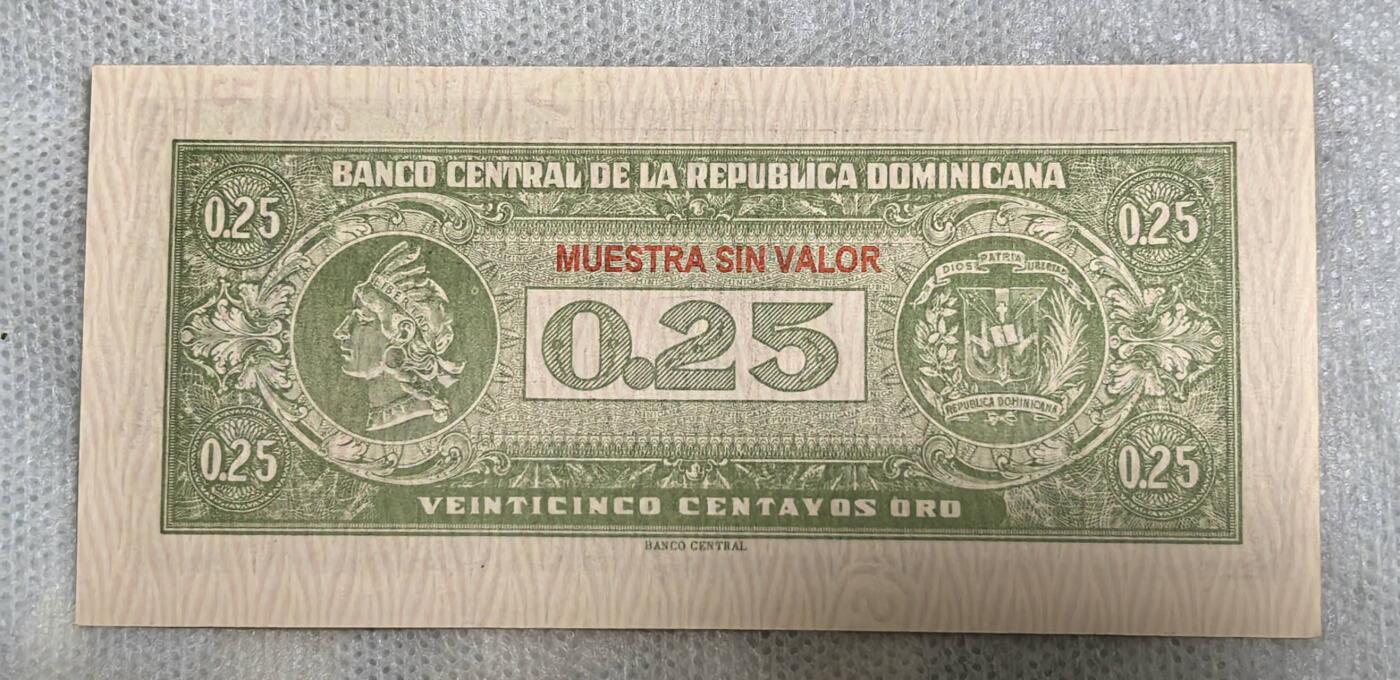 BANCO CENTRAL DE LA REPUBLICA DOMINICANA
0.25
0.25
MUESTRA SIN VALOR
LIBERTAD
DIOS PATRIA LIBERTAD
0.25
REPUBLICA DOMINICANA
0.25
0.25
VEINTICINCO CENTAVOS ORO
BANCO CENTRAL